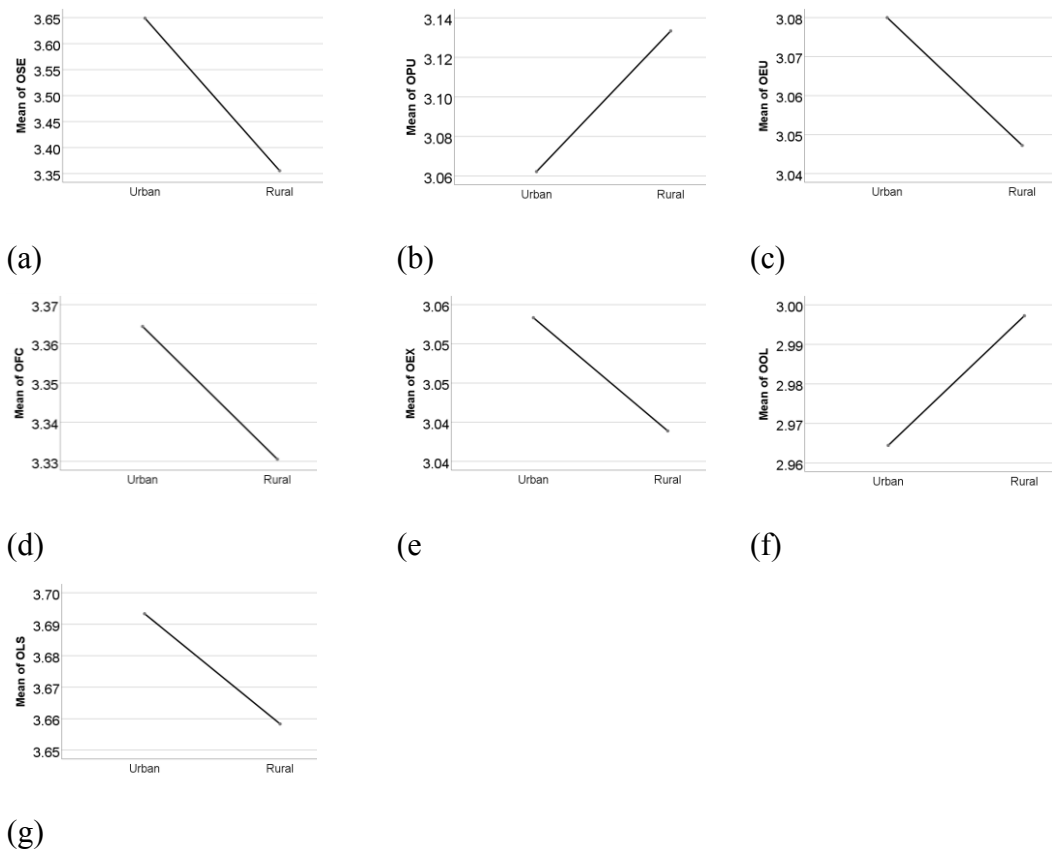 Mean of OSE
3.65
3.60
3.55
3.50
3.45
3.40
3.35
Urban Rural
(a)
Mean of OPU
3.14
3.12
3.10
3.08
3.06
Urban Rural
(b)
Mean of OEU
3.08
3.07
3.06
3.05
3.04
Urban Rural
(c)
Mean of OFC
3.37
3.36
3.35
3.34
3.33
Urban Rural
(d)
Mean of OEX
3.06
3.05
3.05
3.04
3.04
Urban Rural
(e
Mean of OOL
3.00
2.99
2.98
2.97
2.96
Urban Rural
(f)
Mean of OLS
3.70
3.69
3.68
3.67
3.66
3.65
Urban Rural
(g)